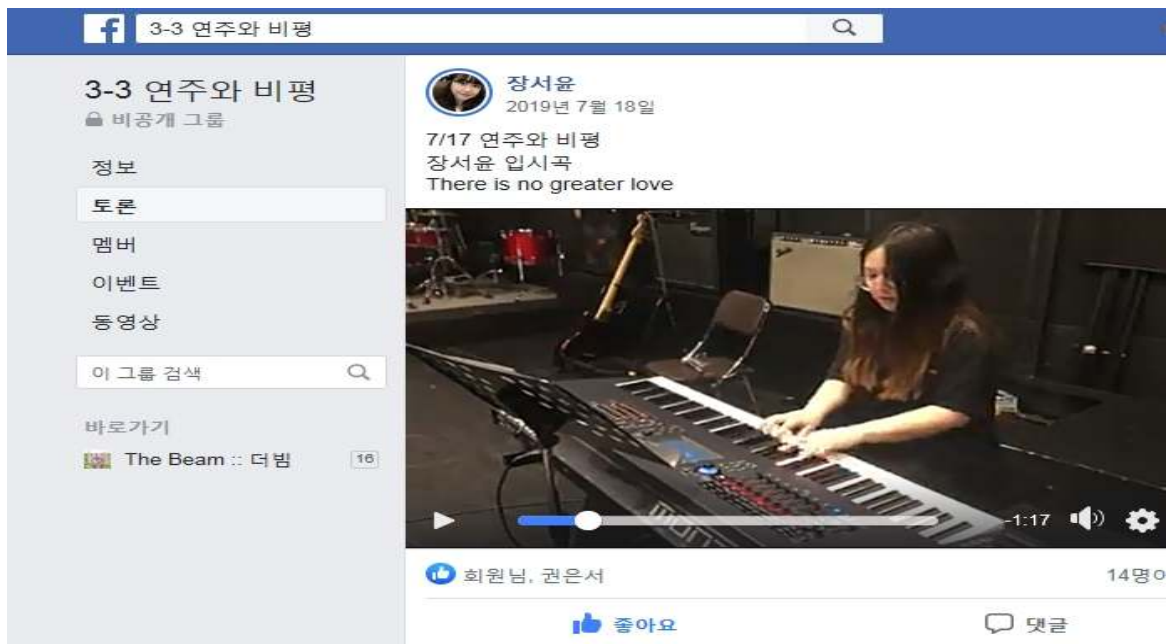 f 3-3 연주와 비평
3-3 연주와 비평
비공개 그룹
정보
토론
멤버
이벤트
동영상
이 그룹 검색
바로가기
The Beam :: 더빔 16
장서윤
2019년 7월 18일
7/17 연주와 비평
장서윤 입시곡
There is no greater love
-1:17
회원님, 권은서 14명이
좋아요 댓글